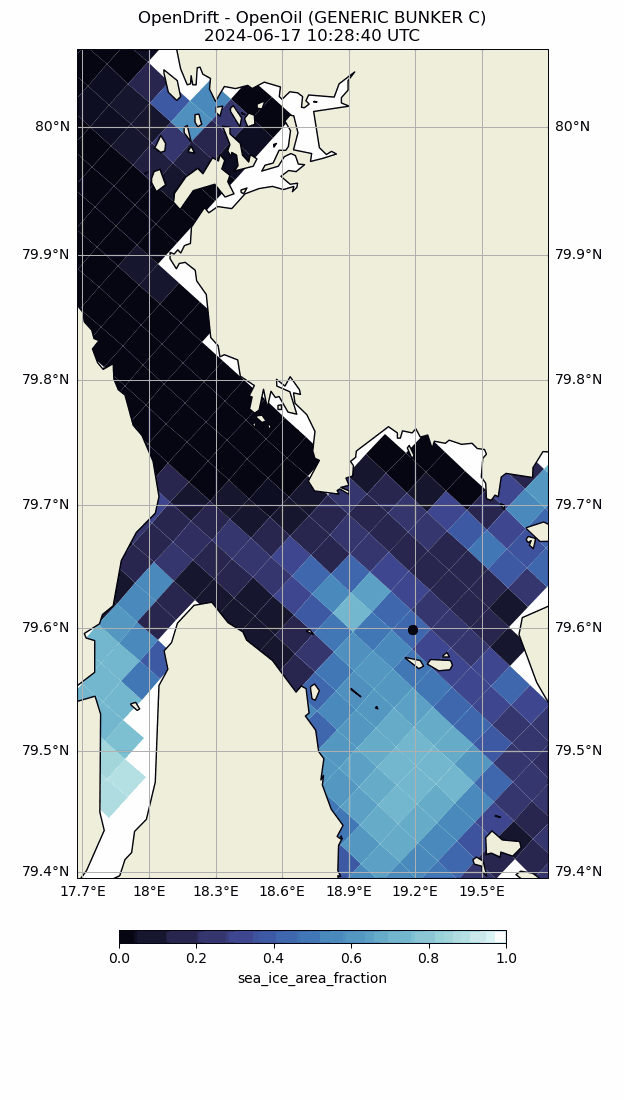 OpenDrift - OpenOil (GENERIC BUNKER C)
2024-06-17 10:28:40 UTC
80°N 80°N
79.9°N 79.9°N
79.8°N 79.8°N
79.7°N 79.7°N
79.6°N 79.6°N
79.5°N 79.5°N
79.4°N 79.4°N
17.7°E 18°E 18.3°E 18.6°E 18.9°E 19.2°E 19.5°E
0.0 0.2 0.4 0.6 0.8 1.0
sea_ice_area_fraction